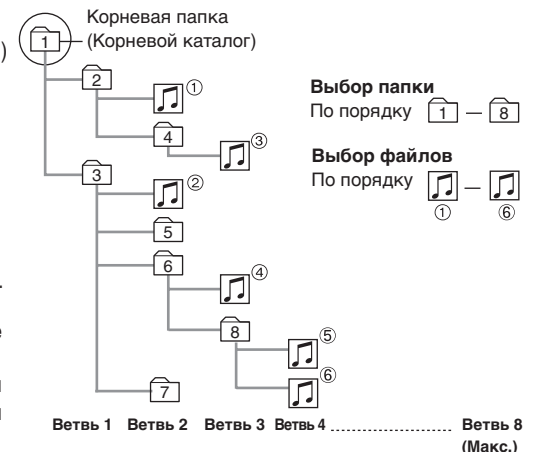 Корневая папка
(Корневой каталог)
)
1
2
①
4
③
3
②
5
6
④
8
⑤
⑥
7
Выбор папки
По порядку 1 — 8
Выбор файлов
По порядку —
① ⑥
Ветвь 1 Ветвь 2 Ветвь 3 Ветвь 4 ........................ Ветвь 8
(Макс.)